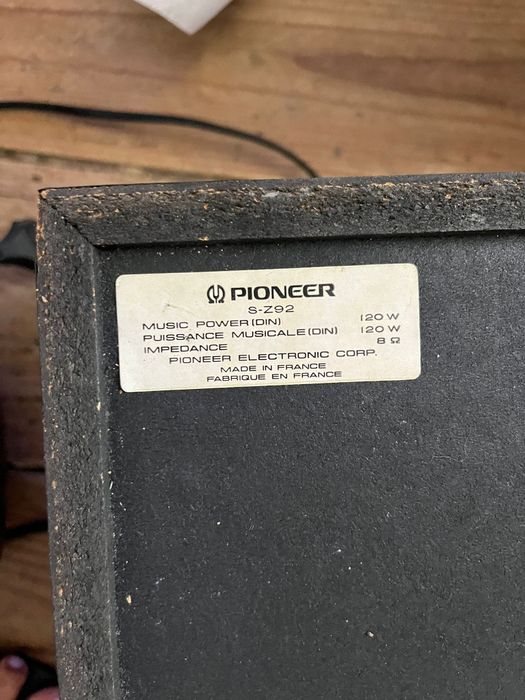 PIONEER
S-Z92
MUSIC POWER(DIN) 120 W
PUISSANCE MUSICALE(DIN) 120 W
IMPEDANCE 8 Ω
PIONEER ELECTRONIC CORP.
MADE IN FRANCE
FABRIQUE EN FRANCE